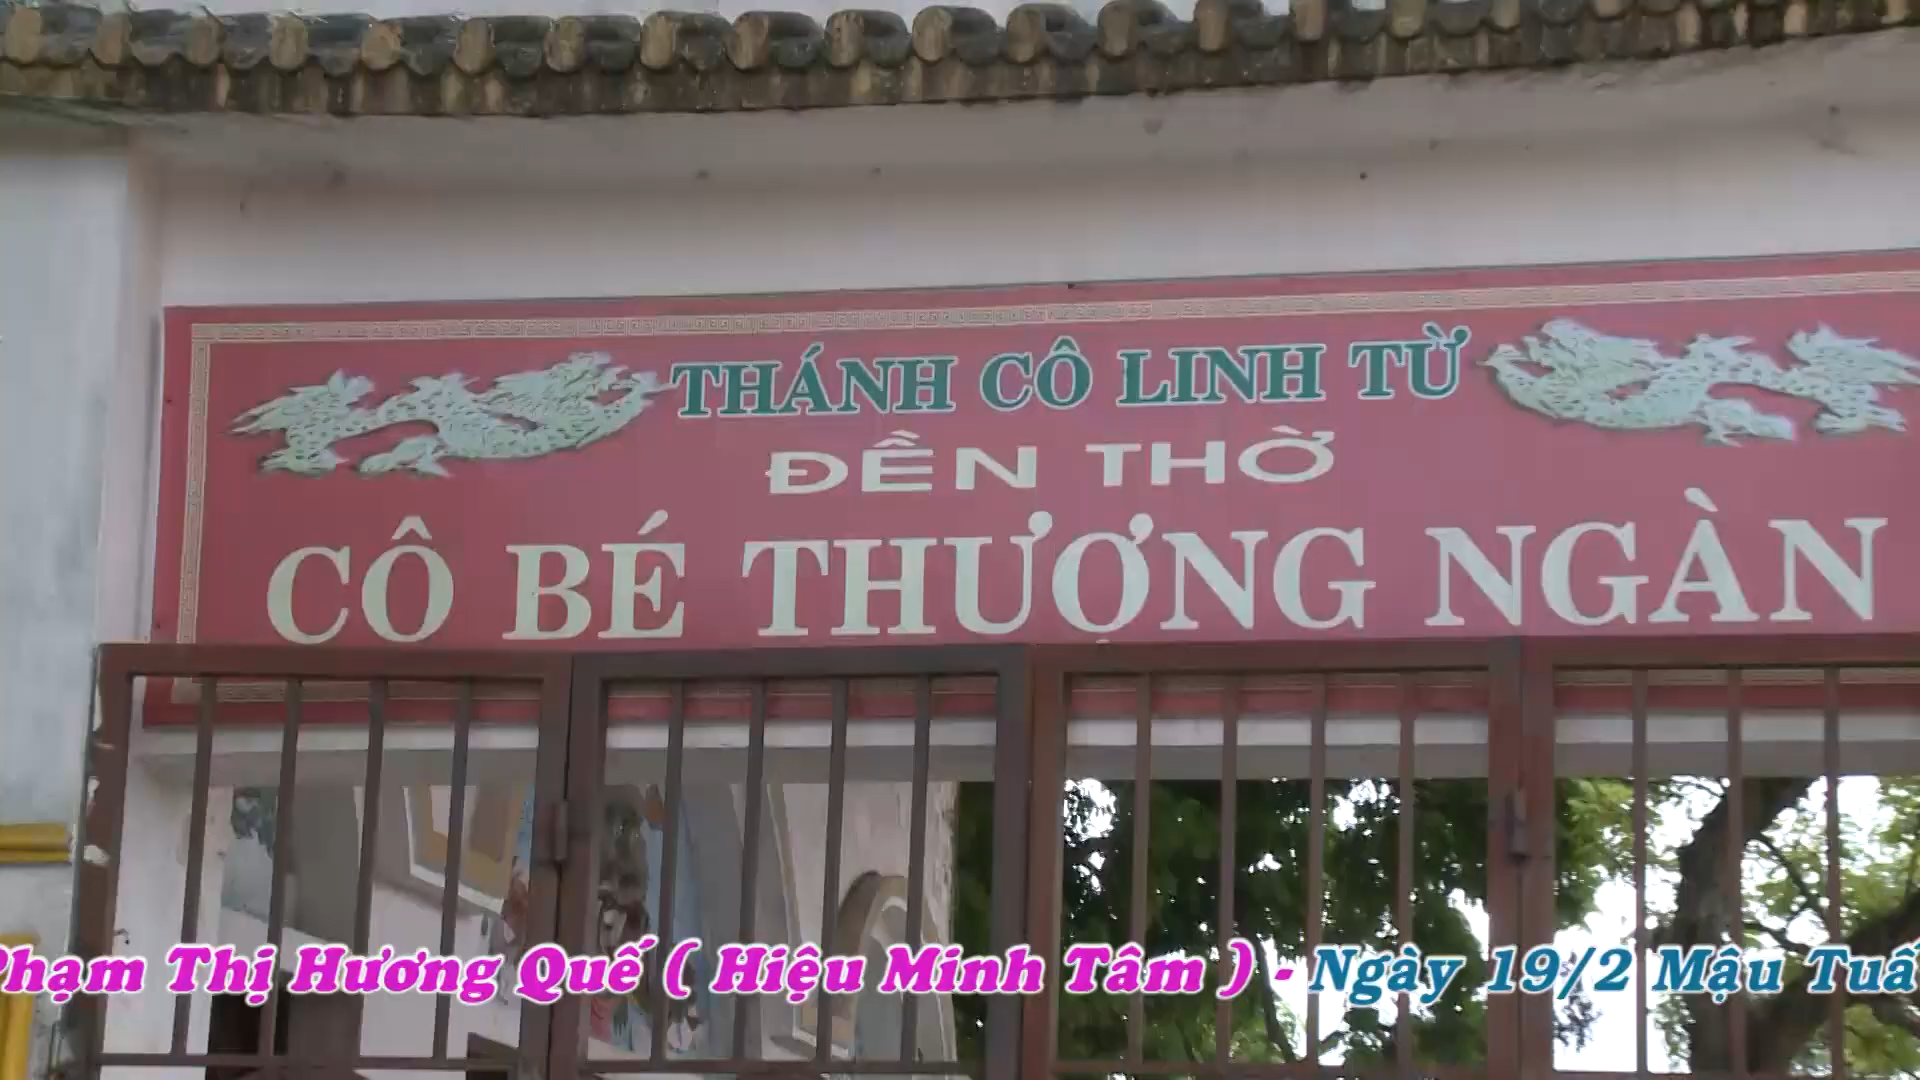 THÁNH CÔ LINH TỪ
ĐỀN THỜ
CÔ BÉ THƯỢNG NGÀN
Phạm Thị Hương Quế ( Hiệu Minh Tâm ) - Ngày 19/2 Mậu